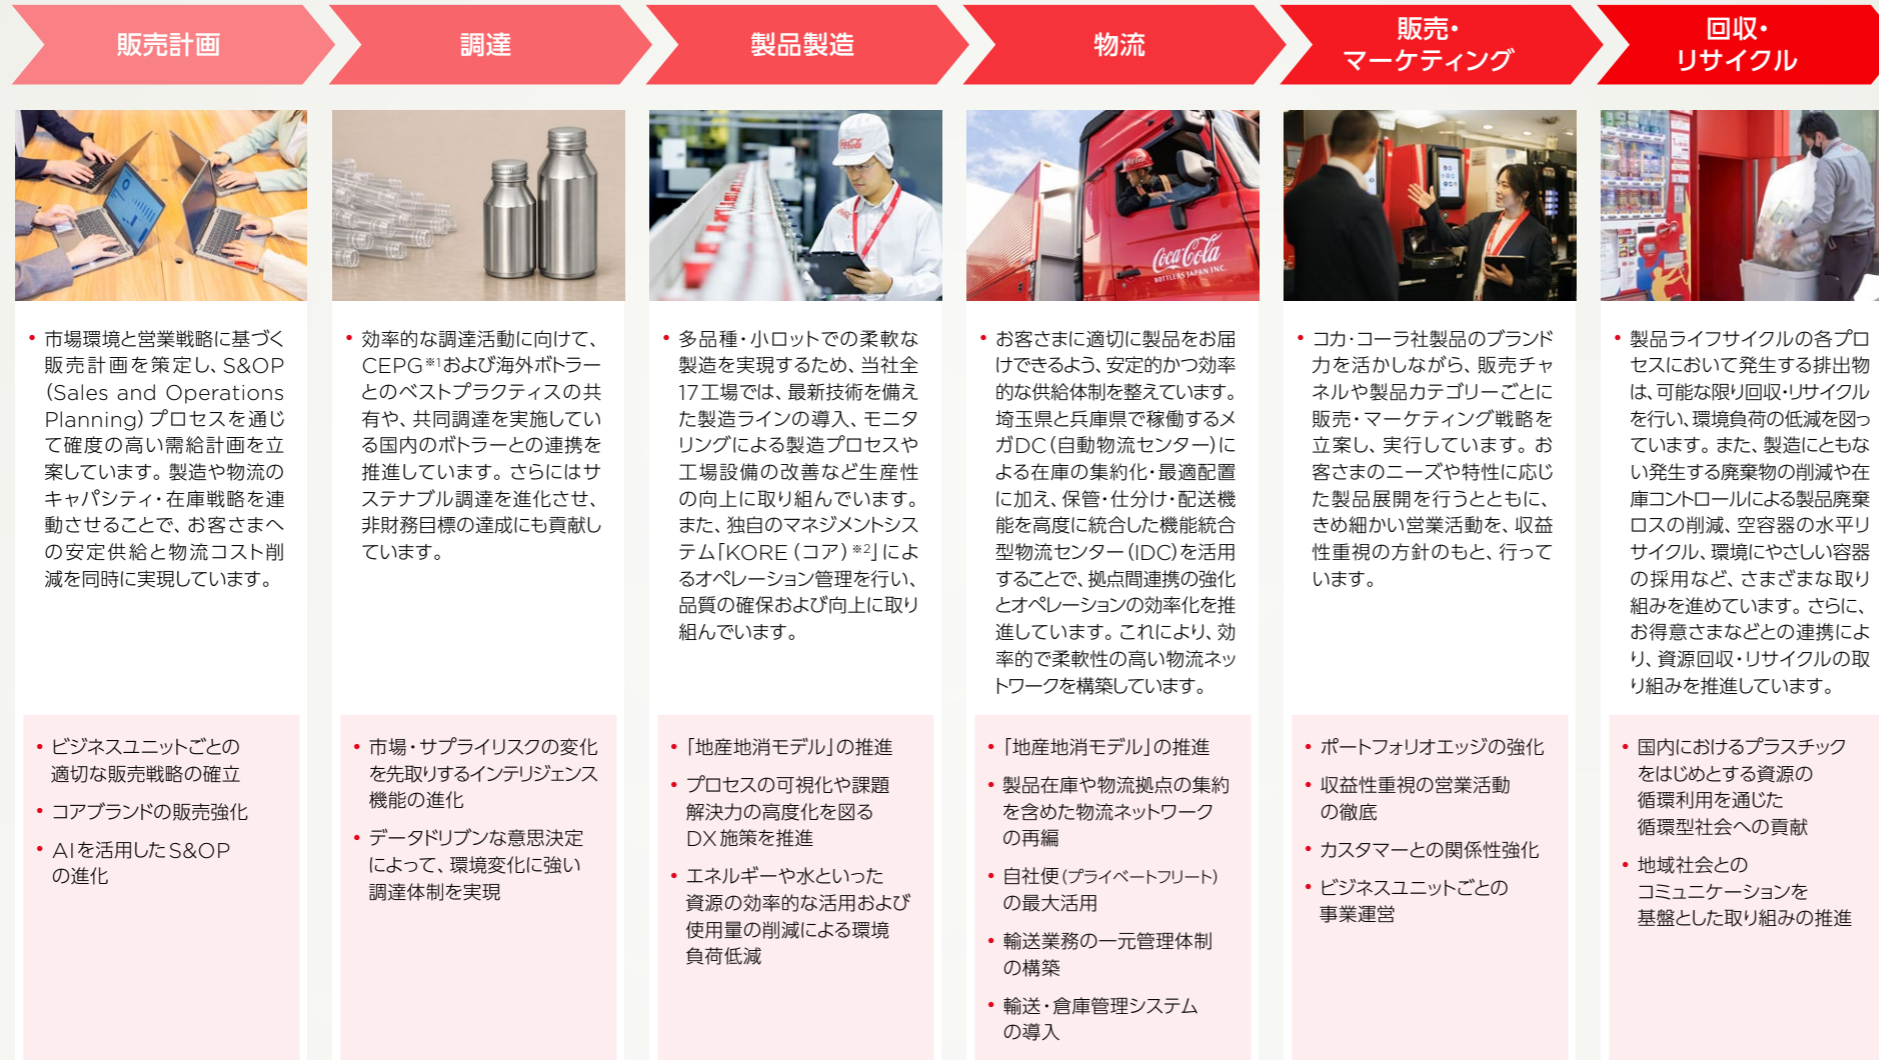 販売計画
調達
製品製造
物流
販売・
マーケティング
回収・
リサイクル
Coca-Cola
Coca-Cola
BOTTLERS JAPAN INC.
• 市場環境と営業戦略に基づく
販売計画を策定し、S&OP
(Sales and Operations
Planning)プロセスを通じ
て確度の高い需給計画を立
案しています。製造や物流の
キャパシティ・在庫戦略を連
動させることで、お客さまへ
の安定供給と物流コスト削
減を同時に実現しています。
• 効率的な調達活動に向けて、
CEPG※1および海外ボトラー
とのベストプラクティスの共
有や、共同調達を実施してい
る国内のボトラーとの連携を
推進しています。さらにはサ
ステナブル調達を進化させ、
非財務目標の達成にも貢献し
ています。
• 多品種・小ロットでの柔軟な
製造を実現するため、当社全
17工場では、最新技術を備え
た製造ラインの導入、モニタ
リングによる製造プロセスや
工場設備の改善など生産性
の向上に取り組んでいます。
また、独自のマネジメントシス
テム「KORE(コア)※2」によ
るオペレーション管理を行い、
品質の確保および向上に取り
組んでいます。
• お客さまに適切に製品をお届
けできるよう、安定的かつ効率
的な供給体制を整えています。
埼玉県と兵庫県で稼働するメ
ガDC(自動物流センター)に
よる在庫の集約化・最適配置
に加え、保管・仕分け・配送機
能を高度に統合した機能統合
型物流センター(IDC)を活用
することで、拠点間連携の強化
とオペレーションの効率化を推
進しています。これにより、効
率的で柔軟性の高い物流ネッ
トワークを構築しています。
• コカ・コーラ社製品のブランド
力を活かしながら、販売チャ
ネルや製品カテゴリーごとに
販売・マーケティング戦略を
立案し、実行しています。お
客さまのニーズや特性に応じ
た製品展開を行うとともに、
きめ細かい営業活動を、収益
性重視の方針のもと、行って
います。
• 製品ライフサイクルの各プロ
セスにおいて発生する排出物
は、可能な限り回収・リサイクル
を行い、環境負荷の低減を図っ
ています。また、製造にともな
い発生する廃棄物の削減や在
庫コントロールによる製品廃棄
ロスの削減、空容器の水平リ
サイクル、環境にやさしい容器
の採用など、さまざまな取り
組みを進めています。さらに、
お得意さまなどとの連携によ
り、資源回収・リサイクルの取
り組みを推進しています。
• ビジネスユニットごとの
適切な販売戦略の確立
• コアブランドの販売強化
• AIを活用したS&OP
の進化
• 市場・サプライリスクの変化
を先取りするインテリジェンス
機能の進化
• データドリブンな意思決定
によって、環境変化に強い
調達体制を実現
• 「地産地消モデル」の推進
• プロセスの可視化や課題
解決力の高度化を図る
DX施策を推進
• エネルギーや水といった
資源の効率的な活用および
使用量の削減による環境
負荷低減
• 「地産地消モデル」の推進
• 製品在庫や物流拠点の集約
を含めた物流ネットワーク
の再編
• 自社便(プライベートフリート)
の最大活用
• 輸送業務の一元管理体制
の構築
• 輸送・倉庫管理システム
の導入
• ポートフォリオエッジの強化
• 収益性重視の営業活動
の徹底
• カスタマーとの関係性強化
• ビジネスユニットごとの
事業運営
• 国内におけるプラスチック
をはじめとする資源の
循環利用を通じた
循環型社会への貢献
• 地域社会との
コミュニケーションを
基盤とした取り組みの推進